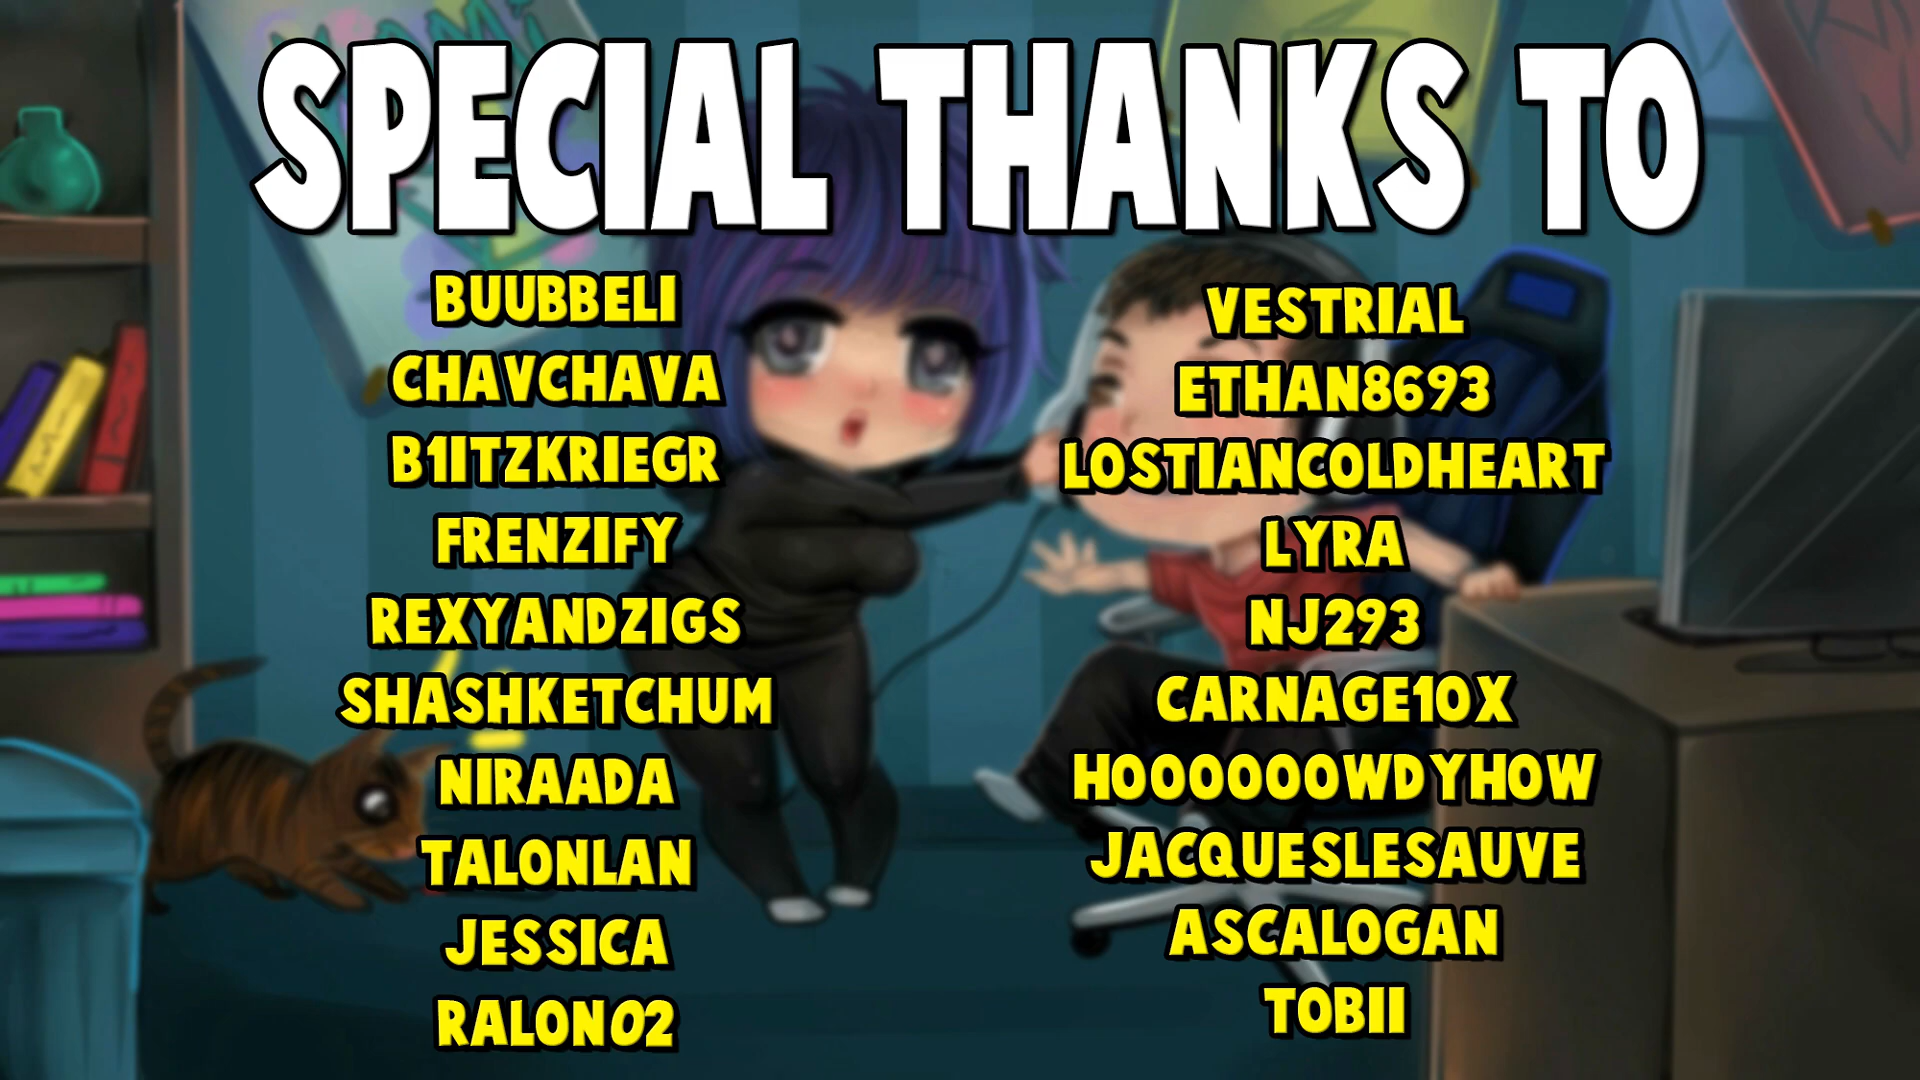 SPECIAL THANKS TO
BUUBBELI
CHAVCHAVA
B1ITZKRIEGR
FRENZIFY
REXYANDZIGS
SHASHKETCHUM
NIRAADA
TALONLAN
JESSICA
RALON02
VESTRIAL
ETHAN8693
LOSTIANCOLDHEART
LYRA
NJ293
CARNAGE10X
HOOOOOOWDYHOW
JACQUESLESAUVE
ASCALOGAN
TOBII